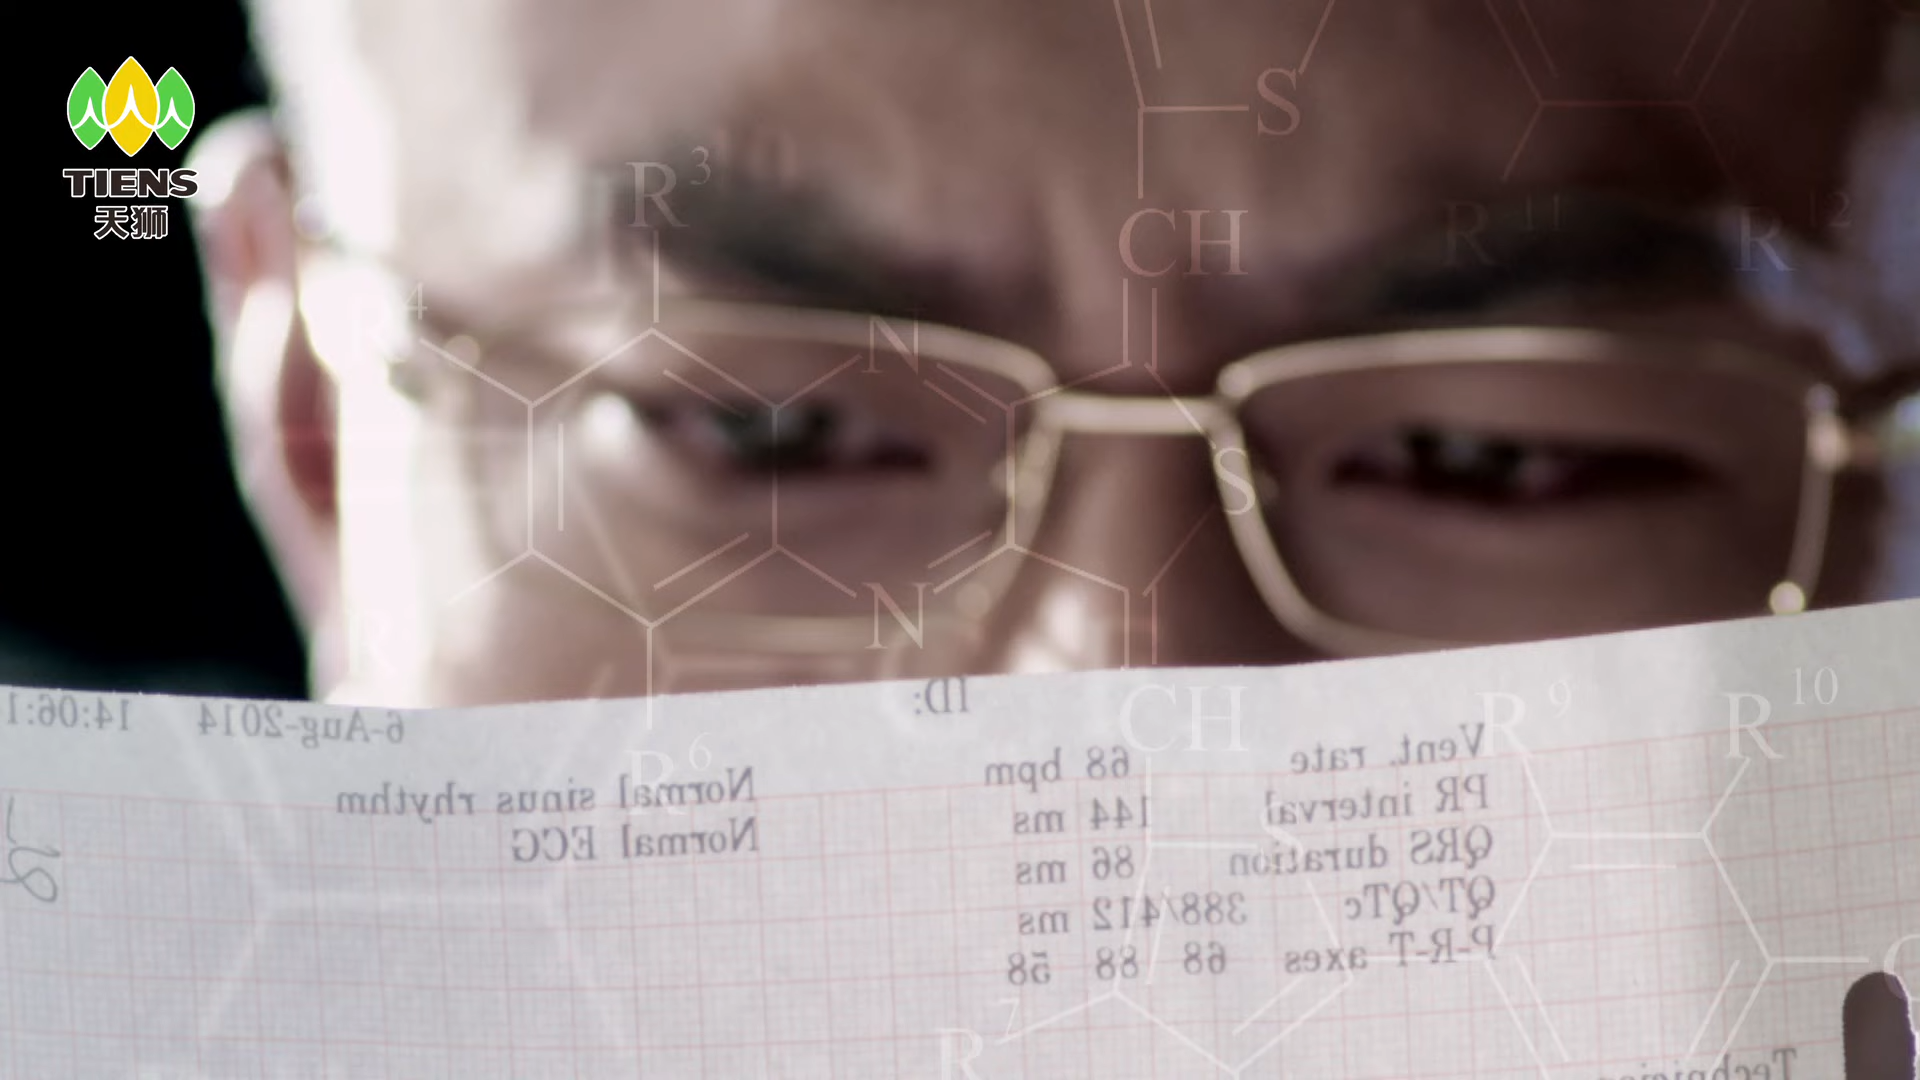 TIENS
天狮
S
R3
CH
R11
R12
R4
N
S
N
R
R6
CH
R9
R10
S
R7
ID:
6-Aug-2014 14:06:1
Vent. rate 68 bpm
PR interval 144 ms
QRS duration 86 ms
QT/QTc 388/412 ms
P-R-T axes 68 88 58
Normal sinus rhythm
Normal ECG